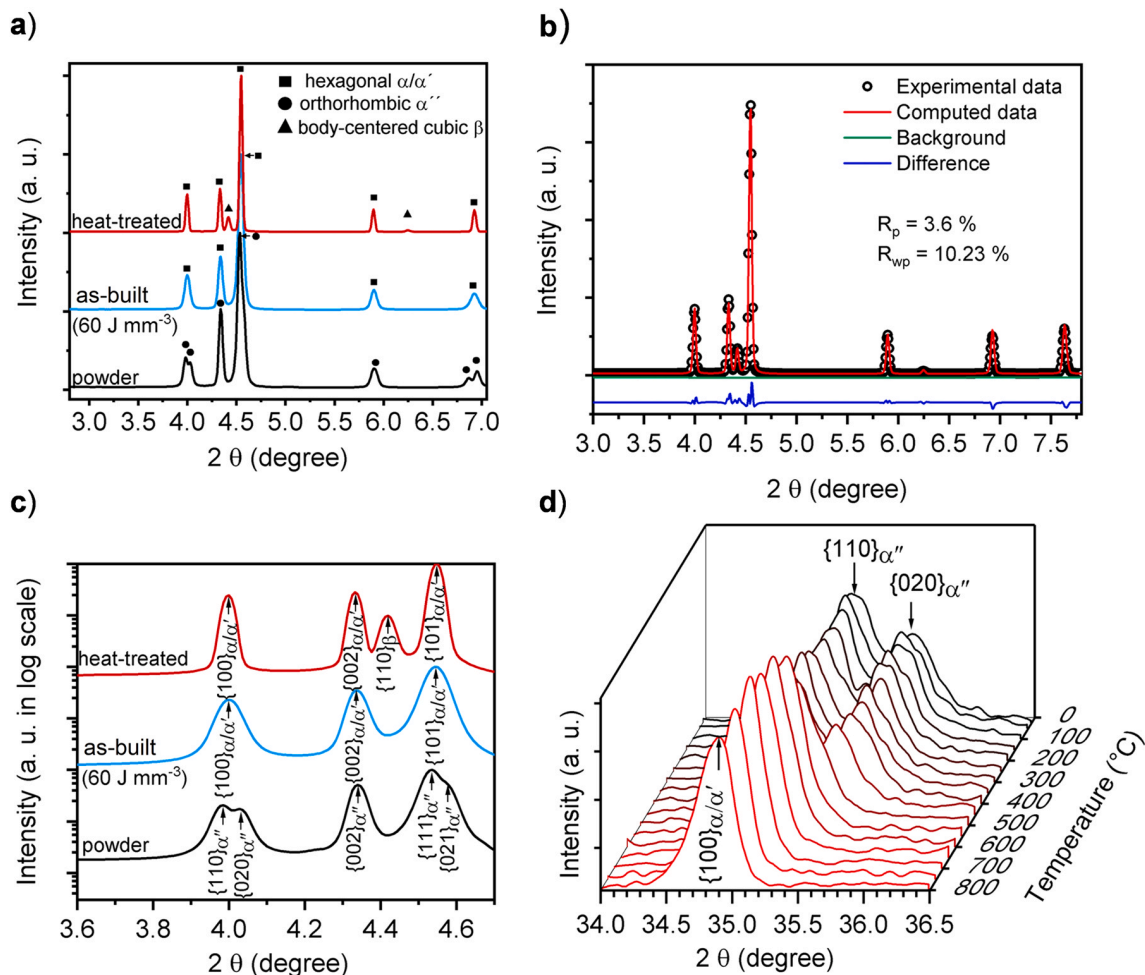 a)
Intensity (a. u.)
■ hexagonal α/α´
● orthorhombic α´´
▲ body-centered cubic β
heat-treated
as-built
(60 J mm-3)
powder
3.0 3.5 4.0 4.5 5.0 5.5 6.0 6.5 7.0
2 θ (degree)
b)
Intensity (a. u.)
Experimental data
Computed data
Background
Difference
Rp = 3.6 %
Rwp = 10.23 %
3.0 3.5 4.0 4.5 5.0 5.5 6.0 6.5 7.0 7.5
2 θ (degree)
c)
Intensity (a. u. in log scale)
heat-treated
{100}α/α'
{002}α/α'
{110}β
{101}α/α'
as-built
(60 J mm-3)
{100}α/α'
{002}α/α'
{101}α/α'
powder
{110}α''
{020}α''
{002}α''
{111}α''
{021}α''
3.6 3.8 4.0 4.2 4.4 4.6
2 θ (degree)
d)
Intensity (a. u.)
{110}α''
{020}α''
{100}α/α'
0
100
200
300
400
500
600
700
800
Temperature (°C)
34.0 34.5 35.0 35.5 36.0 36.5
2 θ (degree)